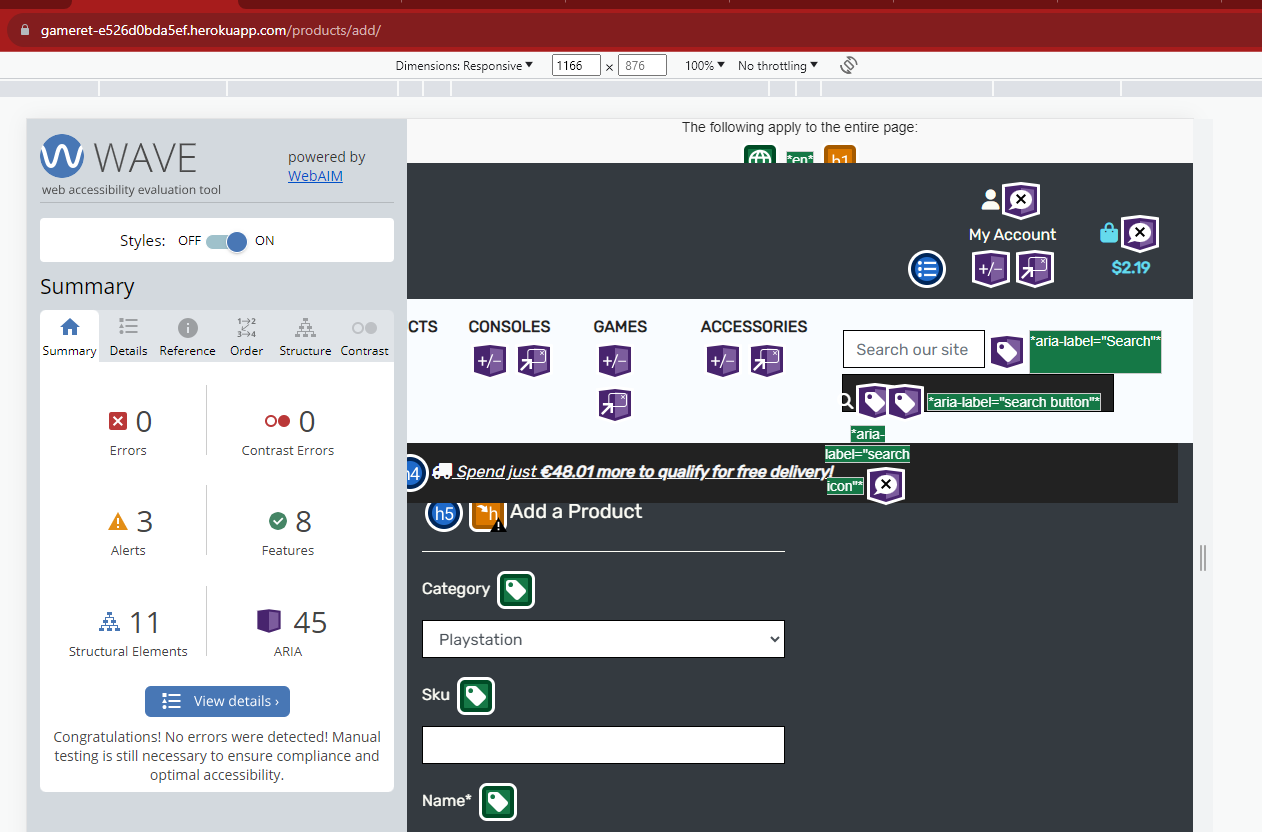 gameret-e526d0bda5ef.herokuapp.com/products/add/
Dimensions: Responsive 1166 × 876 100% No throttling
WAVE
web accessibility evaluation tool
powered by
WebAIM
Styles: OFF ON
Summary
Summary Details Reference Order Structure Contrast
0
Errors
0
Contrast Errors
3
Alerts
8
Features
11
Structural Elements
45
ARIA
View details ›
Congratulations! No errors were detected! Manual
testing is still necessary to ensure compliance and
optimal accessibility.
The following apply to the entire page:
*en* h1
My Account
$2.19
CTS CONSOLES GAMES ACCESSORIES
Search our site
*aria-label="Search"*
*aria-label="search button"*
*aria-
label="search
icon"*
h4 Spend just €48.01 more to qualify for free delivery!
h5 h Add a Product
Category
Playstation
Sku
Name*